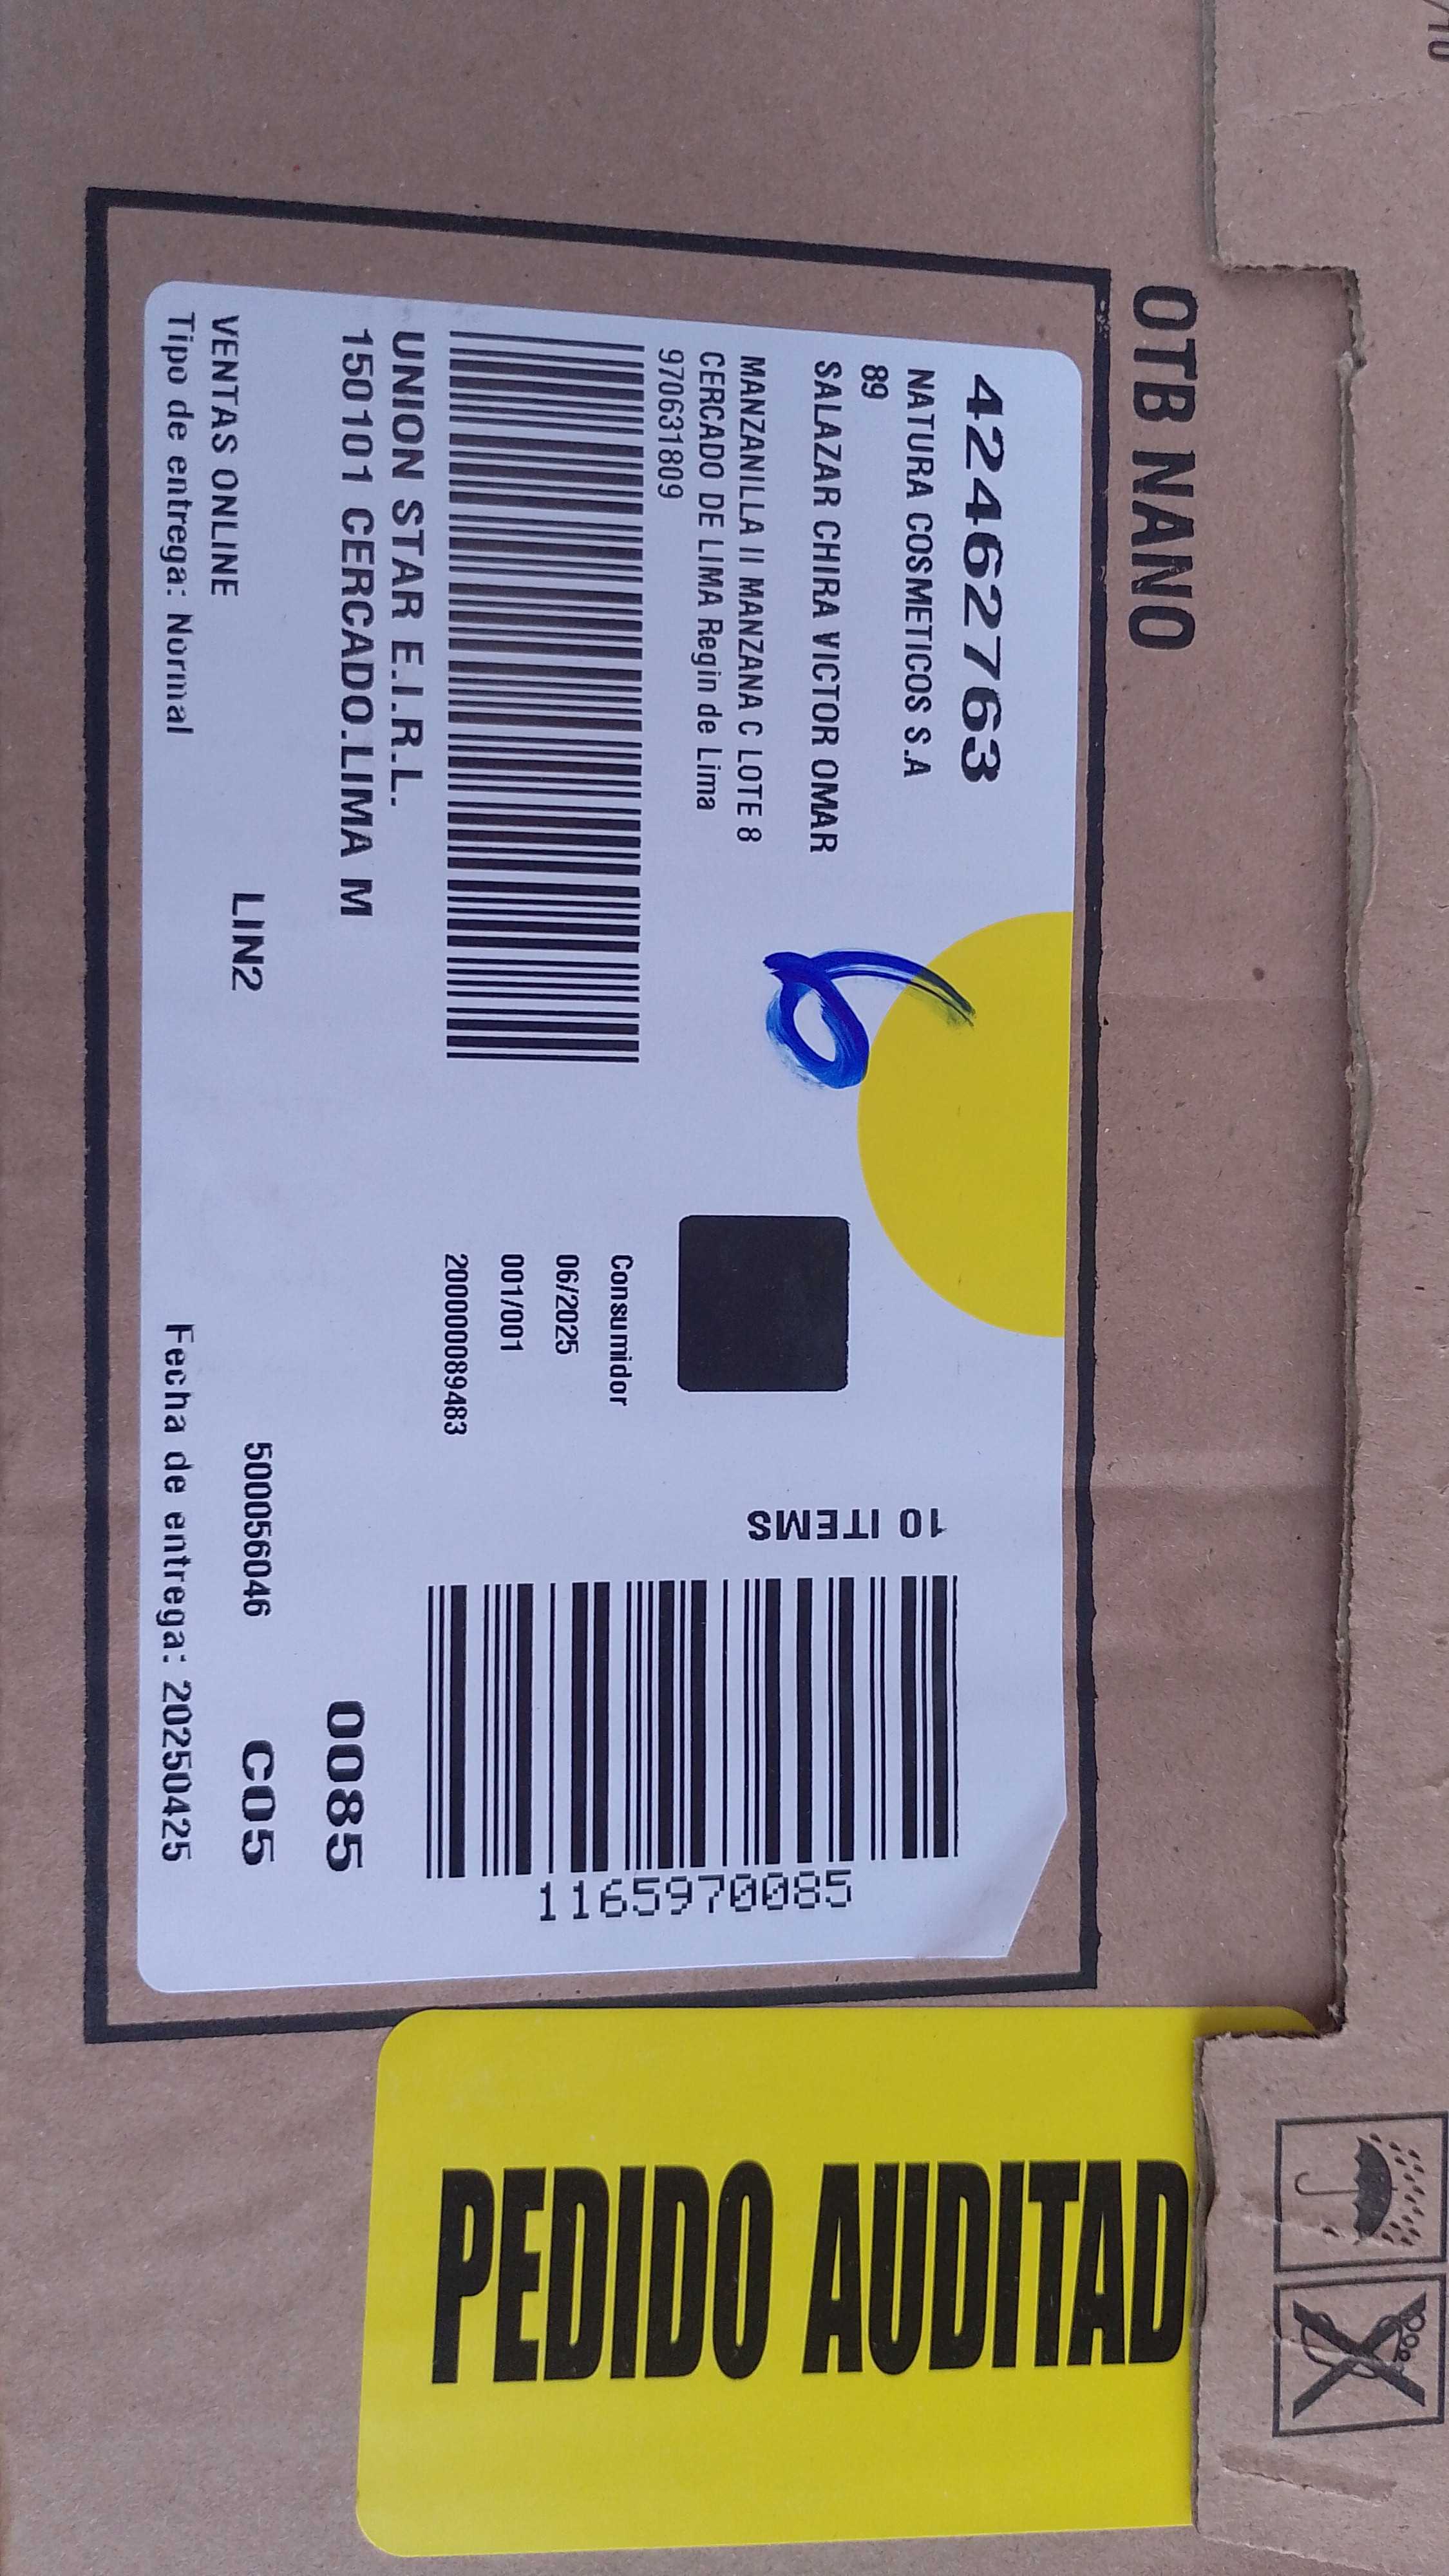 OTB NANO
42462763
NATURA COSMETICOS S.A
89
SALAZAR CHIRA VICTOR OMAR
MANZANILLA II MANZANA C LOTE 8
CERCADO DE LIMA Regin de Lima
970631809
6
10 ITEMS
1165970085
Consumidor
06/2025
001/001
20000089483
UNION STAR E.I.R.L.
150101 CERCADO.LIMA M
0085
VENTAS ONLINE
LIN2
500056046
C05
Tipo de entrega: Normal
Fecha de entrega: 20250425
PEDIDO AUDITAD